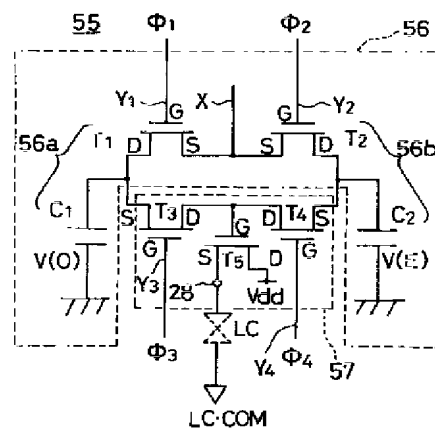 55 Φ1 Φ2 56
Y1 G X G Y2
56a T1 D S S D T2 56b
C1 S T3 D D T4 S C2
V(O) G G V(E)
S T5 D
Y3 28 Vdd
Φ3 LC Φ4 Y4 57
LC·COM